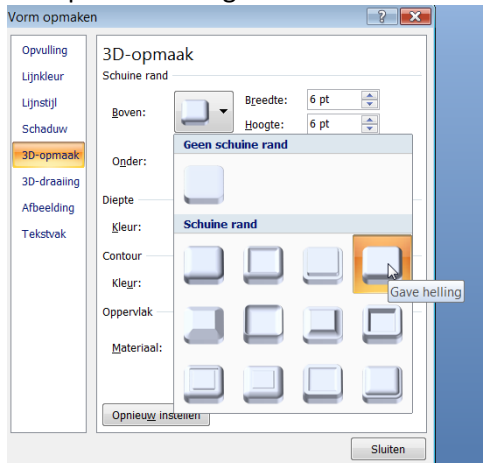 Vorm opmaken
Opvulling
Lijnkleur
Lijnstijl
Schaduw
3D-opmaak
3D-draaiing
Afbeelding
Tekstvak
3D-opmaak
Schuine rand
Boven:
Breedte: 6 pt
Hoogte: 6 pt
Geen schuine rand
Onder:
Diepte
Schuine rand
Kleur:
Contour
Kleur:
Gave helling
Oppervlak
Materiaal:
Opnieuw instellen
Sluiten